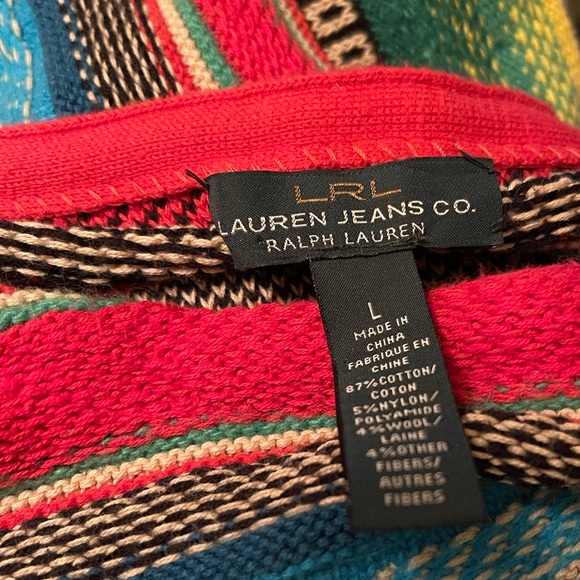 LRL
LAUREN JEANS CO.
RALPH LAUREN
L
MADE IN
CHINA
FABRIQUE EN
CHINE
87%COTTON/
COTON
5%NYLON/
POLYAMIDE
4%WOOL/
LAINE
4%OTHER
FIBERS/
AUTRES
FIBERS